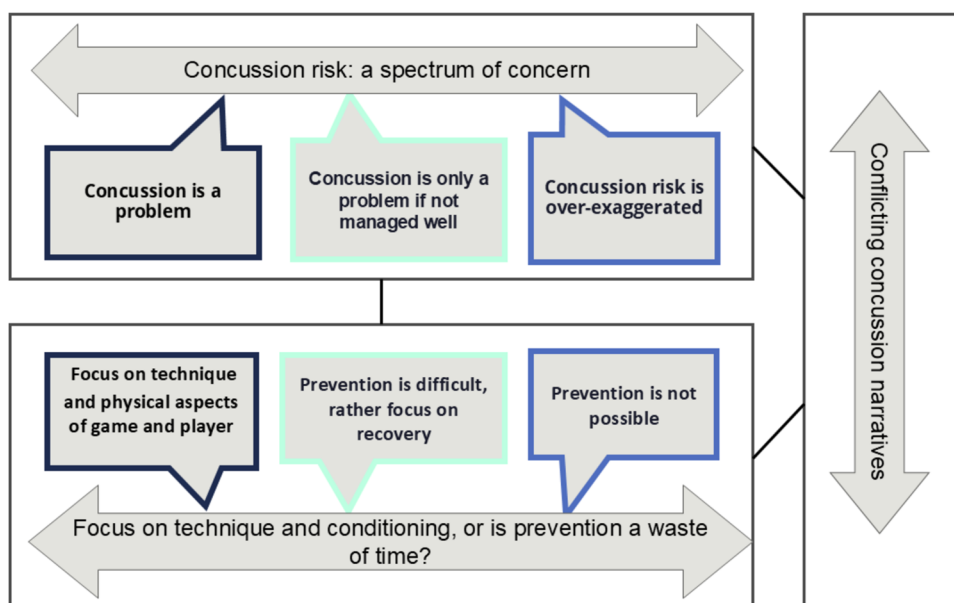 Concussion risk: a spectrum of concern
Concussion is a
problem
Concussion is only a
problem if not
managed well
Concussion risk is
over-exaggerated
Focus on technique
and physical aspects
of game and player
Prevention is difficult,
rather focus on
recovery
Prevention is not
possible
Focus on technique and conditioning, or is prevention a waste
of time?
Conflicting concussion narratives